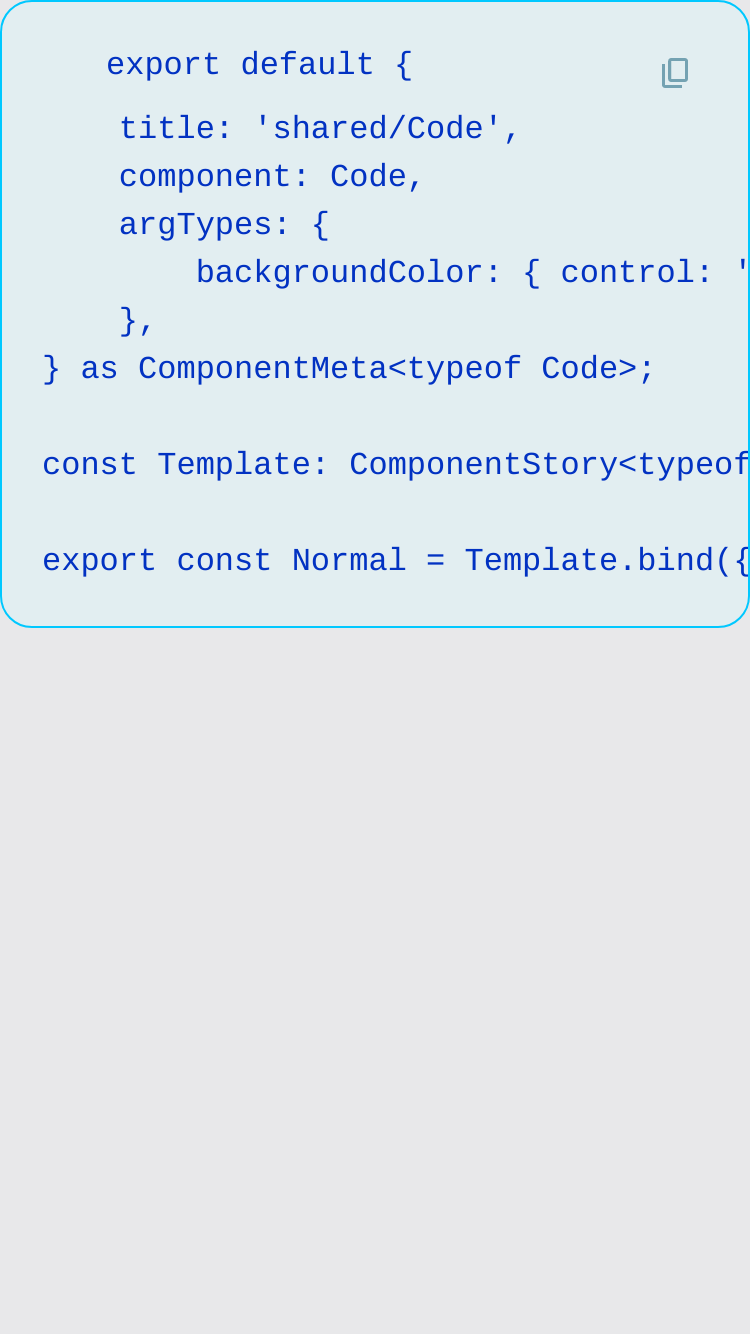 export default {
title: 'shared/Code',
component: Code,
argTypes: {
backgroundColor: { control: '
},
} as ComponentMeta<typeof Code>;
const Template: ComponentStory<typeof
export const Normal = Template.bind({